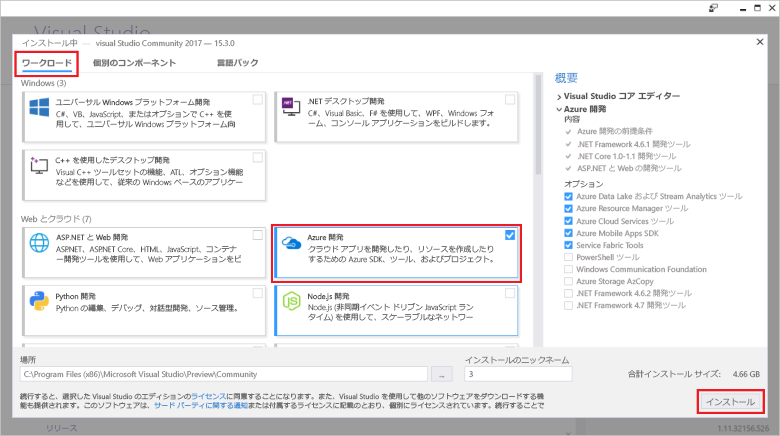 Visual Studio
インストール中 — visual Studio Community 2017 — 15.3.0
ワークロード 個別のコンポーネント 言語パック
Windows (3)
ユニバーサル Windows プラットフォーム開発
C#、VB、JavaScript、またはオプションで C++ を使
用して、ユニバーサル Windows プラットフォーム向
.NET デスクトップ開発
C#、Visual Basic、F# を使用して、WPF、Windows フォ
ーム、コンソール アプリケーションをビルドします。
C++ を使用したデスクトップ開発
Visual C++ ツールセットの機能、ATL、オプション機能
などを使用して、従来の Windows ベースのアプリケー
Web とクラウド (7)
ASP.NET と Web 開発
ASP.NET、ASP.NET Core、HTML、JavaScript、コンテナ
ー開発ツールを使用して、Web アプリケーションをビ
Azure 開発
クラウド アプリを開発したり、リソースを作成したり
するための Azure SDK、ツール、およびプロジェクト。
Python 開発
Python の編集、デバッグ、対話型開発、ソース管理。
Node.js 開発
Node.js (非同期イベント ドリブン JavaScript ラン
タイム) を使用して、スケーラブルなネットワー
概要
Visual Studio コア エディター
Azure 開発
内容
Azure 開発の前提条件
.NET Framework 4.6.1 開発ツール
.NET Core 1.0-1.1 開発ツール
ASP.NET と Web の開発ツール
オプション
Azure Data Lake および Stream Analytics ツール
Azure Resource Manager ツール
Azure Cloud Services ツール
Azure Mobile Apps SDK
Service Fabric Tools
PowerShell ツール
Windows Communication Foundation
Azure Storage AzCopy
.NET Framework 4.6.2 開発ツール
.NET Framework 4.7 開発ツール
場所
C:\Program Files (x86)\Microsoft Visual Studio\Preview\Community
...
インストールのニックネーム
3
合計インストール サイズ: 4.66 GB
続行すると、選択した Visual Studio のエディションのライセンスに同意することになります。また、Visual Studio を使用して他のソフトウェアをダウンロードする機
能も提供されます。このソフトウェアは、サード パーティに関する通知または付属するライセンスに記載のとおり、個別にライセンスされています。続行することで
インストール
リリース
1.11.32156.526